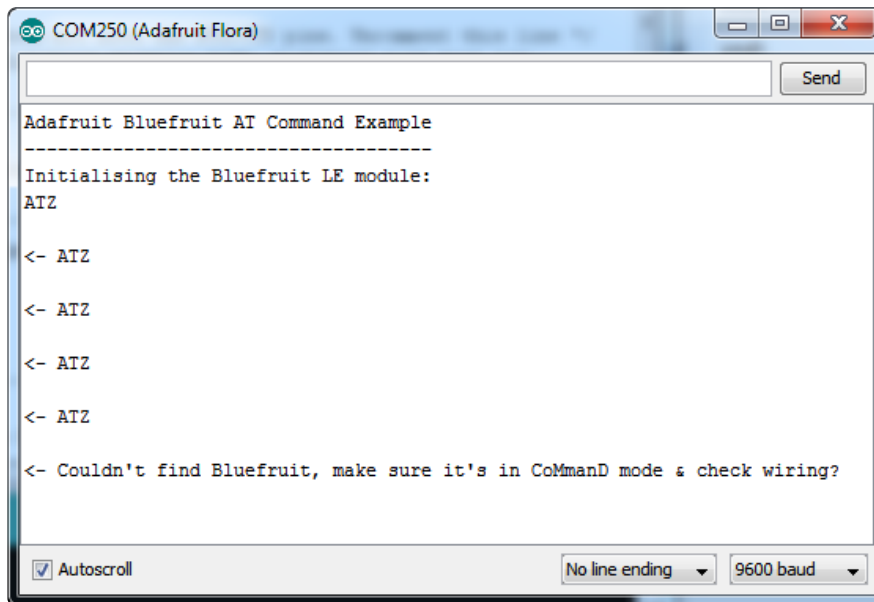 COM250 (Adafruit Flora)
Send
Adafruit Bluefruit AT Command Example
-------------------------------------
Initialising the Bluefruit LE module:
ATZ
<- ATZ
<- ATZ
<- ATZ
<- ATZ
<- Couldn't find Bluefruit, make sure it's in CoMmanD mode & check wiring?
Autoscroll
No line ending
9600 baud